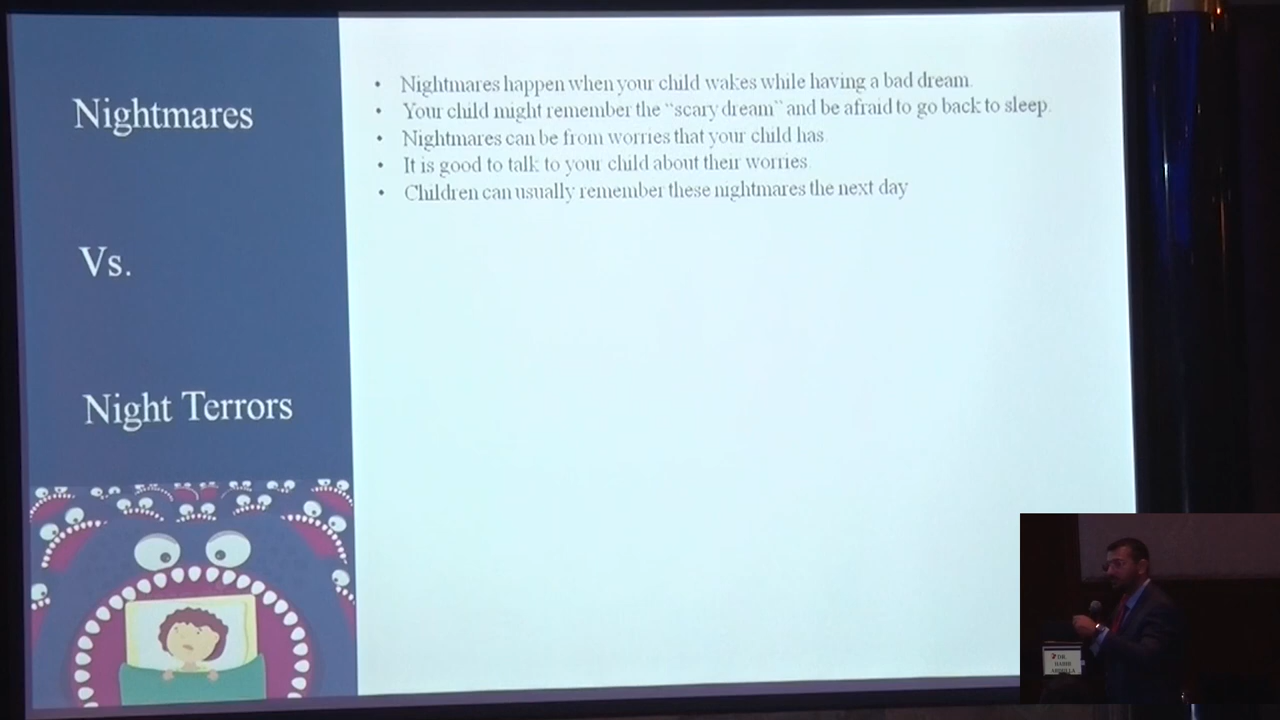 Nightmares
Vs.
Night Terrors
• Nightmares happen when your child wakes while having a bad dream.
• Your child might remember the "scary dream" and be afraid to go back to sleep.
• Nightmares can be from worries that your child has.
• It is good to talk to your child about their worries.
• Children can usually remember these nightmares the next day
DR.